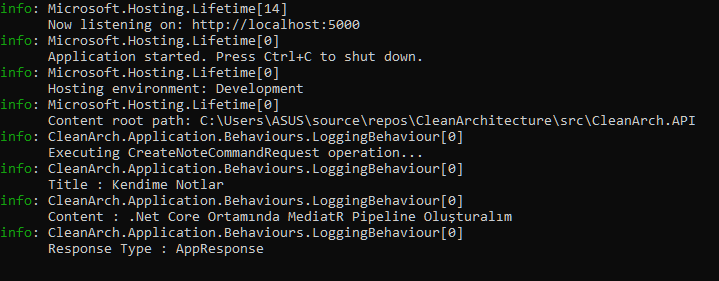 info: Microsoft.Hosting.Lifetime[14]
Now listening on: http://localhost:5000
info: Microsoft.Hosting.Lifetime[0]
Application started. Press Ctrl+C to shut down.
info: Microsoft.Hosting.Lifetime[0]
Hosting environment: Development
info: Microsoft.Hosting.Lifetime[0]
Content root path: C:\Users\ASUS\source\repos\CleanArchitecture\src\CleanArch.API
info: CleanArch.Application.Behaviours.LoggingBehaviour[0]
Executing CreateNoteCommandRequest operation...
info: CleanArch.Application.Behaviours.LoggingBehaviour[0]
Title : Kendime Notlar
info: CleanArch.Application.Behaviours.LoggingBehaviour[0]
Content : .Net Core Ortamında MediatR Pipeline Oluşturalım
info: CleanArch.Application.Behaviours.LoggingBehaviour[0]
Response Type : AppResponse